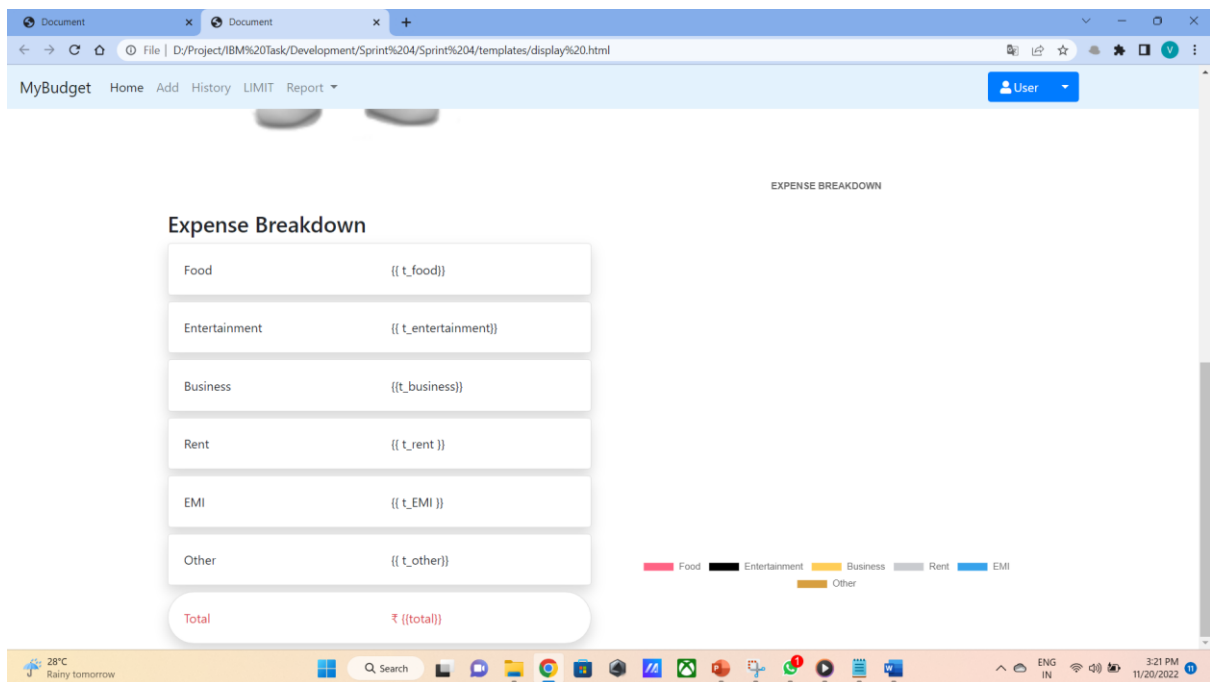 Document
Document
File | D:/Project/IBM%20Task/Development/Sprint%204/Sprint%204/templates/display%20.html
V
MyBudget Home Add History LIMIT Report
User
EXPENSE BREAKDOWN
Expense Breakdown
Food {{ t_food}}
Entertainment {{ t_entertainment}}
Business {{t_business}}
Rent {{ t_rent }}
EMI {{ t_EMI }}
Other {{ t_other}}
Food Entertainment Business Rent EMI
Other
Total ₹ {{total}}
28°C
Rainy tomorrow
Search
1
ENG
IN
3:21 PM
11/20/2022
11